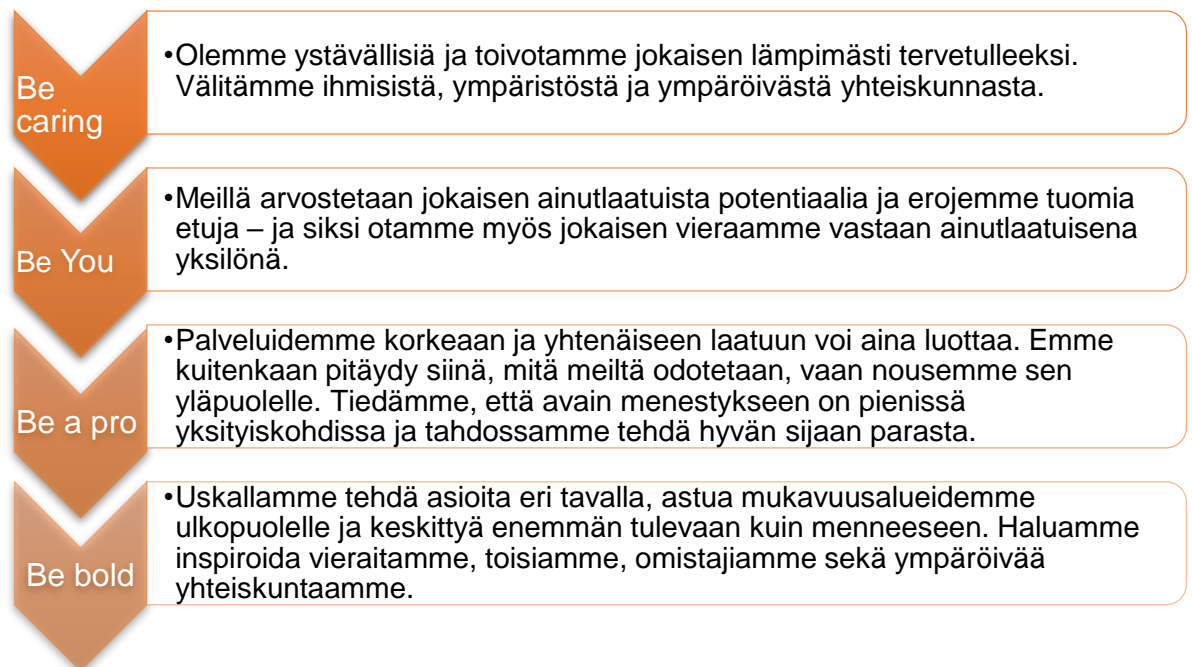 Be
caring
•Olemme ystävällisiä ja toivotamme jokaisen lämpimästi tervetulleeksi.
Välitämme ihmisistä, ympäristöstä ja ympäröivästä yhteiskunnasta.
Be You
•Meillä arvostetaan jokaisen ainutlaatuista potentiaalia ja erojemme tuomia
etuja – ja siksi otamme myös jokaisen vieraamme vastaan ainutlaatuisena
yksilönä.
Be a pro
•Palveluidemme korkeaan ja yhtenäiseen laatuun voi aina luottaa. Emme
kuitenkaan pitäydy siinä, mitä meiltä odotetaan, vaan nousemme sen
yläpuolelle. Tiedämme, että avain menestykseen on pienissä
yksityiskohdissa ja tahdossamme tehdä hyvän sijaan parasta.
Be bold
•Uskallamme tehdä asioita eri tavalla, astua mukavuusalueidemme
ulkopuolelle ja keskittyä enemmän tulevaan kuin menneeseen. Haluamme
inspiroida vieraitamme, toisiamme, omistajiamme sekä ympäröivää
yhteiskuntaamme.